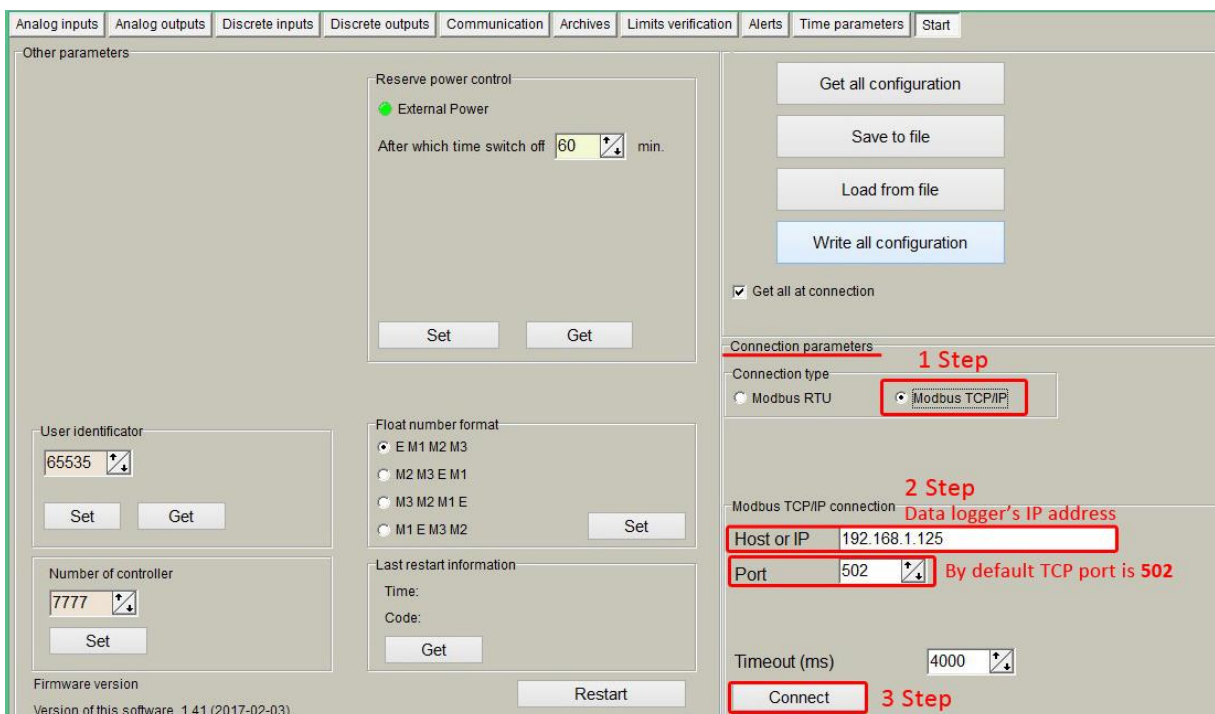 Analog inputs Analog outputs Discrete inputs Discrete outputs Communication Archives Limits verification Alerts Time parameters Start
Other parameters
Reserve power control
External Power
After which time switch off 60 min.
Set Get
User identificator
65535
Set Get
Float number format
E M1 M2 M3
M2 M3 E M1
M3 M2 M1 E
M1 E M3 M2
Set
Number of controller
7777
Set
Last restart information
Time:
Code:
Get
Firmware version
Version of this software 1.41 (2017-02-03)
Restart
Get all configuration
Save to file
Load from file
Write all configuration
Get all at connection
Connection parameters
1 Step
Connection type
Modbus RTU Modbus TCP/IP
2 Step
Modbus TCP/IP connection Data logger's IP address
Host or IP 192.168.1.125
Port 502 By default TCP port is 502
Timeout (ms) 4000
Connect 3 Step